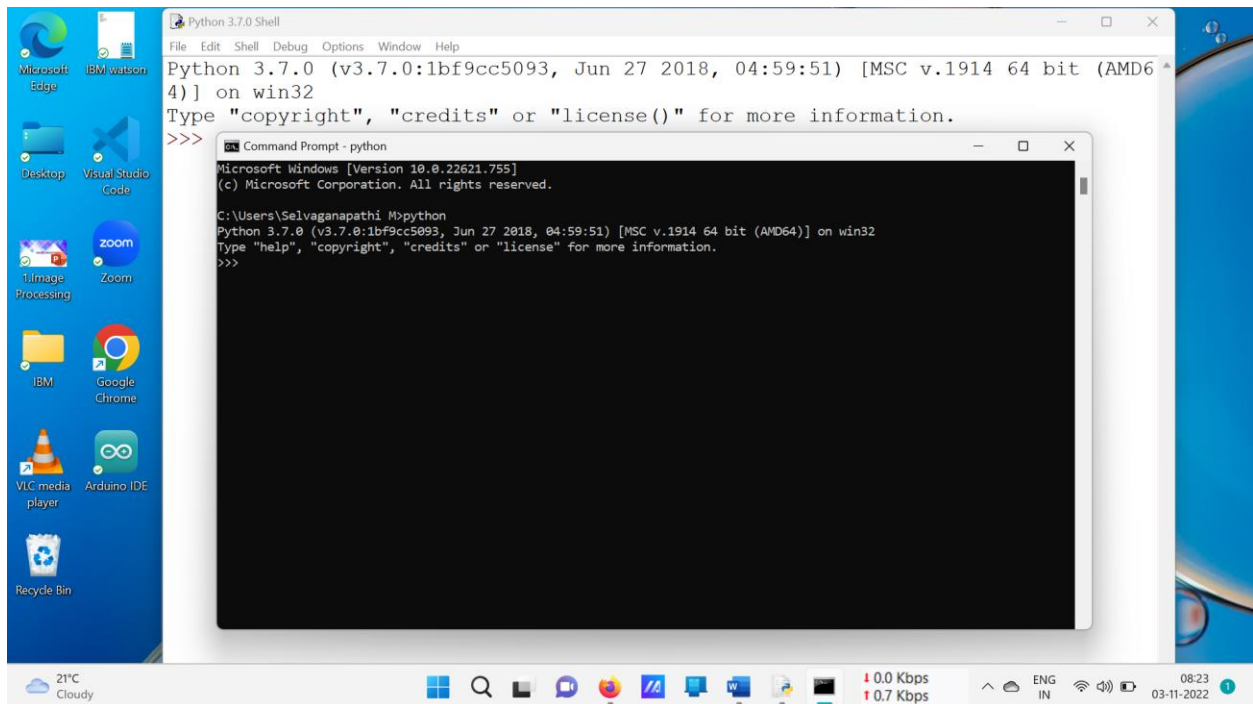 Microsoft
Edge
IBM watson
Desktop
Visual Studio
Code
1.Image
Processing
zoom
Zoom
IBM
Google
Chrome
VLC media
player
Arduino IDE
Recycle Bin
Python 3.7.0 Shell
File Edit Shell Debug Options Window Help
Python 3.7.0 (v3.7.0:1bf9cc5093, Jun 27 2018, 04:59:51) [MSC v.1914 64 bit (AMD6
4)] on win32
Type "copyright", "credits" or "license()" for more information.
>>>
Command Prompt - python
Microsoft Windows [Version 10.0.22621.755]
(c) Microsoft Corporation. All rights reserved.
C:\Users\Selvaganapathi M>python
Python 3.7.0 (v3.7.0:1bf9cc5093, Jun 27 2018, 04:59:51) [MSC v.1914 64 bit (AMD64)] on win32
Type "help", "copyright", "credits" or "license" for more information.
>>>
21°C
Cloudy
↓ 0.0 Kbps
↑ 0.7 Kbps
ENG
IN
08:23
03-11-2022
1